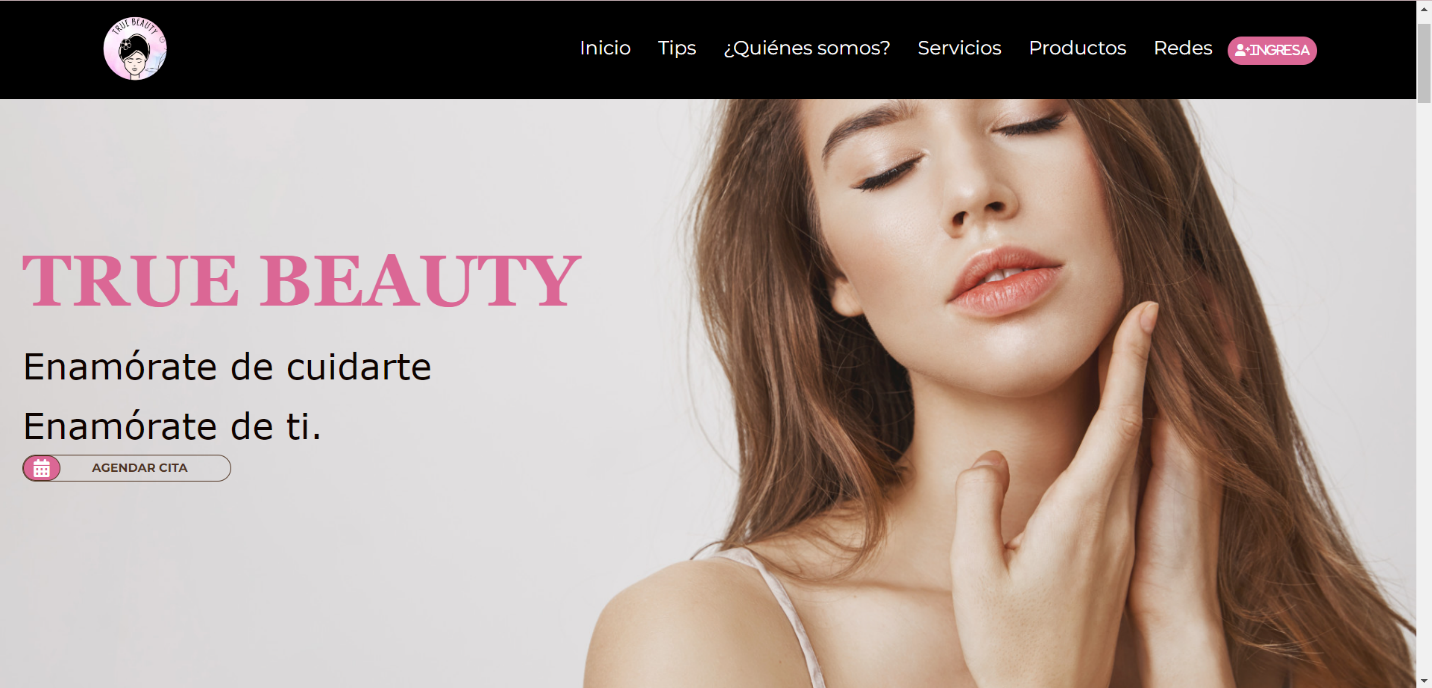 TRUE BEAUTY
Inicio Tips ¿Quiénes somos? Servicios Productos Redes INGRESA
TRUE BEAUTY
Enamórate de cuidarte
Enamórate de ti.
AGENDAR CITA